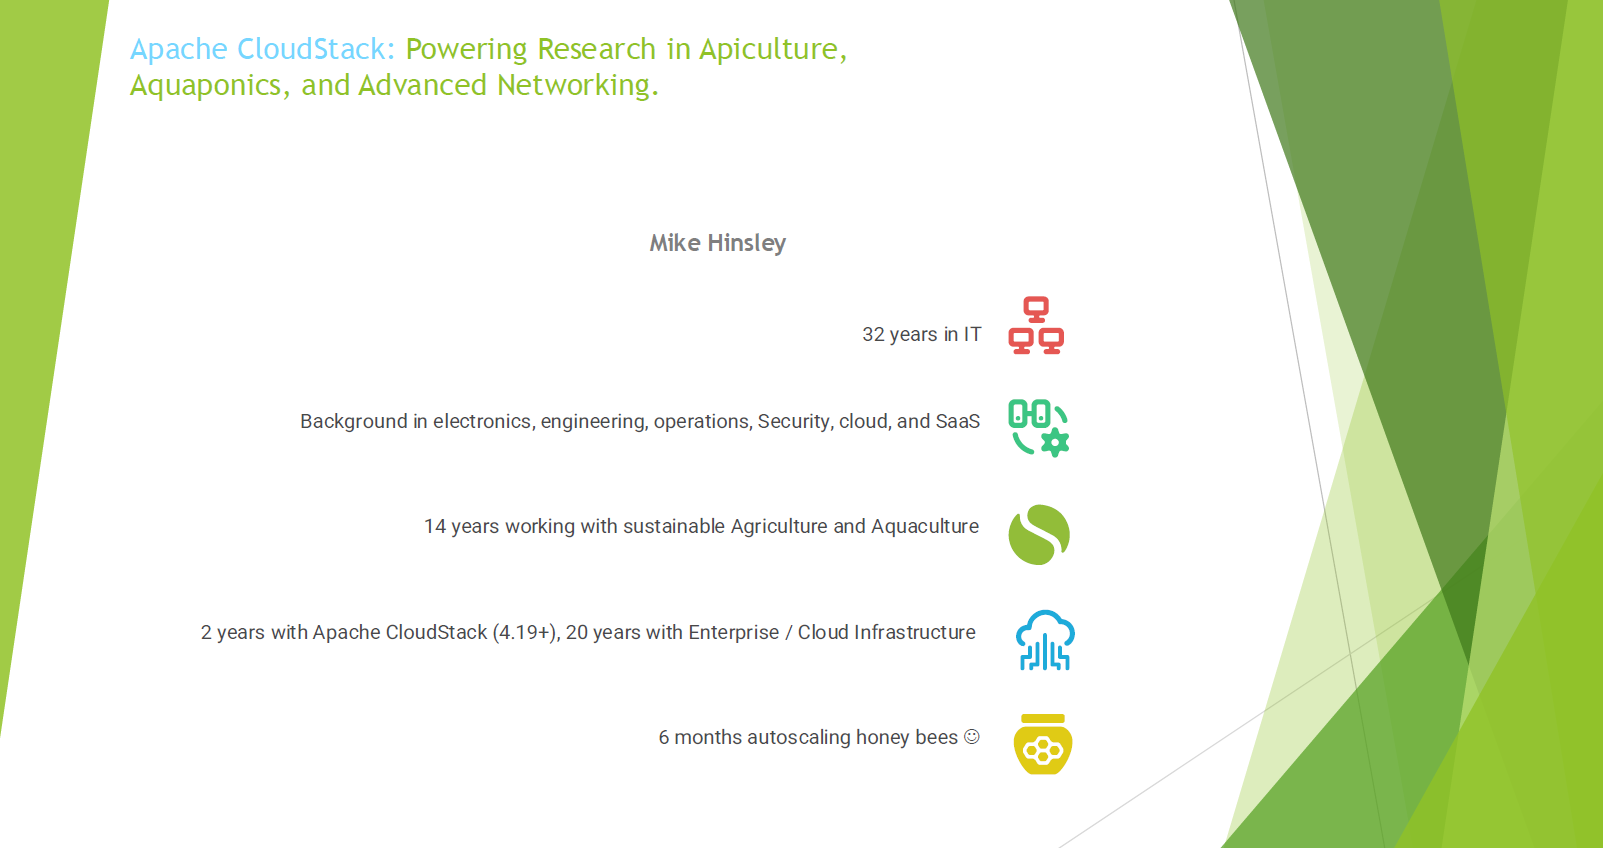 Apache CloudStack: Powering Research in Apiculture,
Aquaponics, and Advanced Networking.
Mike Hinsley
32 years in IT
Background in electronics, engineering, operations, Security, cloud, and SaaS
14 years working with sustainable Agriculture and Aquaculture
2 years with Apache CloudStack (4.19+), 20 years with Enterprise / Cloud Infrastructure
6 months autoscaling honey bees ☺